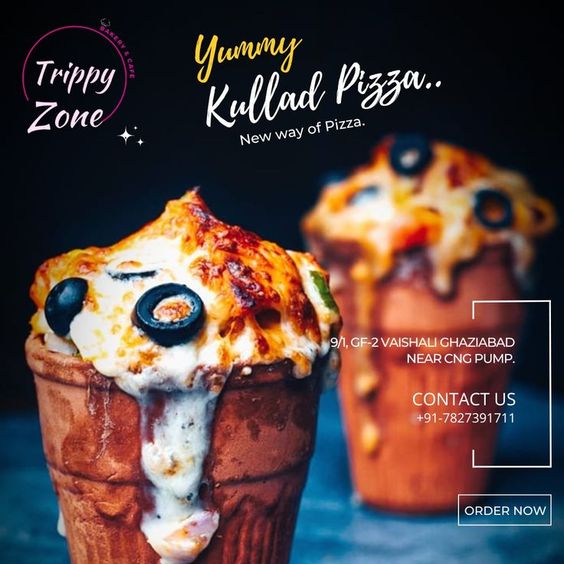 BAKERY & CAFE
Trippy
Zone
Yummy
Kullad Pizza..
New way of Pizza.
9/1, GF-2 VAISHALI GHAZIABAD
NEAR CNG PUMP.
CONTACT US
+91-7827391711
ORDER NOW